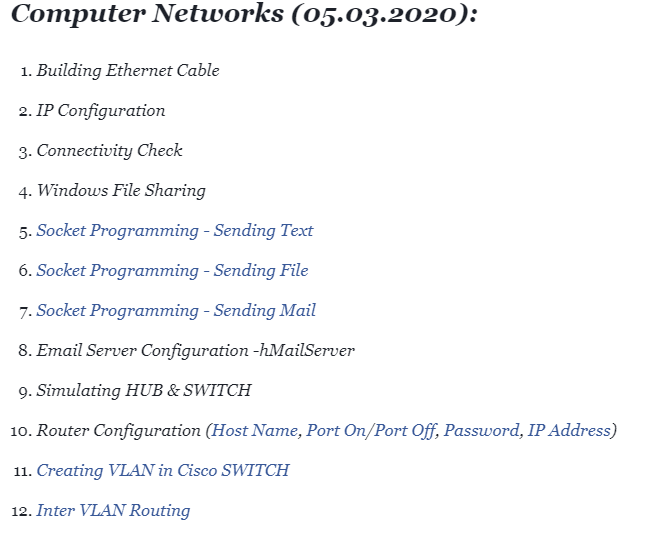 Computer Networks (05.03.2020):
1. Building Ethernet Cable
2. IP Configuration
3. Connectivity Check
4. Windows File Sharing
5. Socket Programming - Sending Text
6. Socket Programming - Sending File
7. Socket Programming - Sending Mail
8. Email Server Configuration -hMailServer
9. Simulating HUB & SWITCH
10. Router Configuration (Host Name, Port On/Port Off, Password, IP Address)
11. Creating VLAN in Cisco SWITCH
12. Inter VLAN Routing